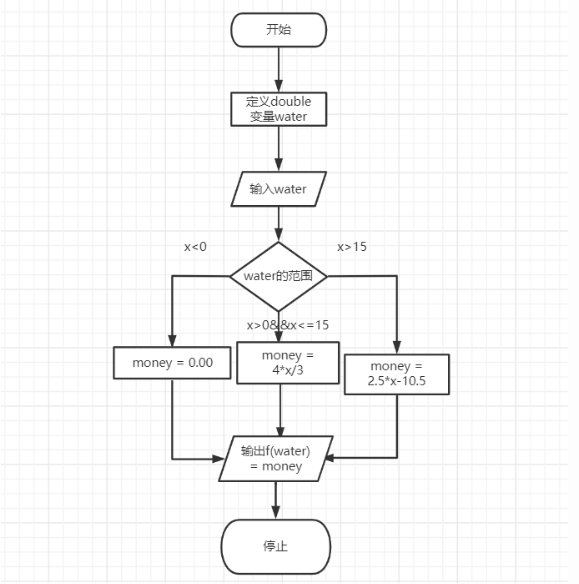 开始
定义double
变量water
输入water
x<0
x>15
water的范围
x>0&&x<=15
money = 0.00
money =
4*x/3
money =
2.5*x-10.5
输出f(water)
= money
停止